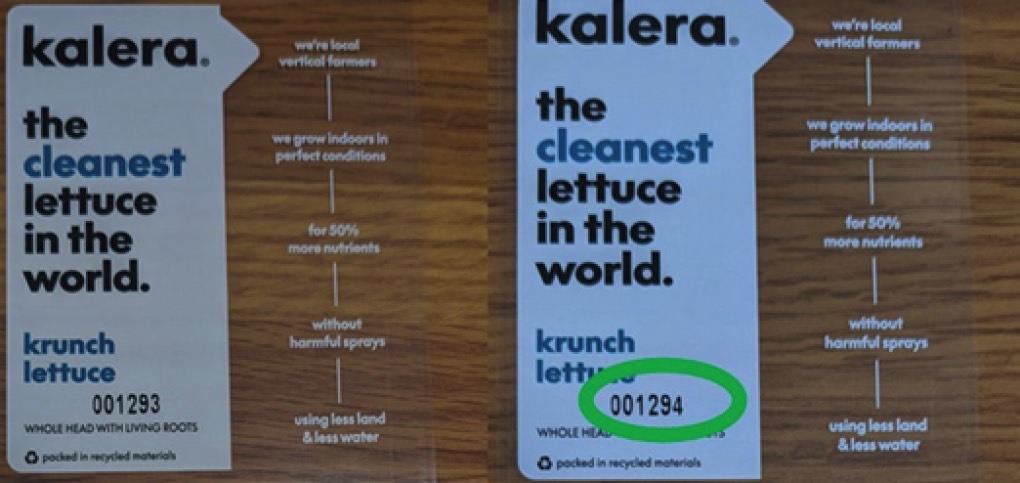 kalera®
the
cleanest
lettuce
in the
world.
krunch
lettuce
001293
WHOLE HEAD WITH LIVING ROOTS
packed in recycled materials
we're local
vertical farmers
we grow indoors in
perfect conditions
for 50%
more nutrients
without
harmful sprays
using less land
& less water
kalera®
the
cleanest
lettuce
in the
world.
krunch
001294
WHOLE
packed in recycled materials
we're local
vertical farmers
we grow indoors in
perfect conditions
for 50%
more nutrients
without
harmful sprays
using less land
& less water